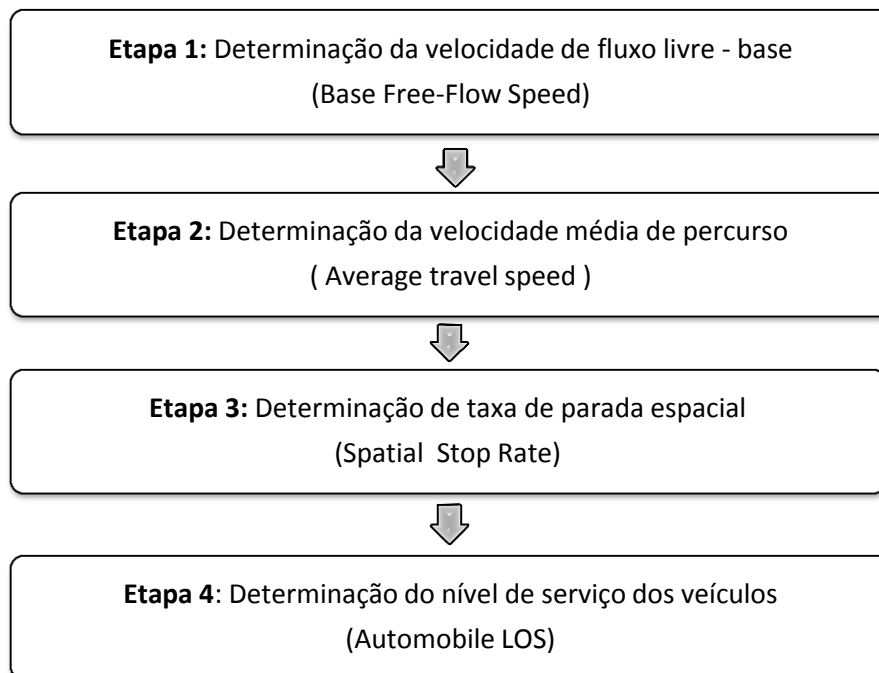 Etapa 1: Determinação da velocidade de fluxo livre - base
(Base Free-Flow Speed)
Etapa 2: Determinação da velocidade média de percurso
( Average travel speed )
Etapa 3: Determinação de taxa de parada espacial
(Spatial Stop Rate)
Etapa 4: Determinação do nível de serviço dos veículos
(Automobile LOS)